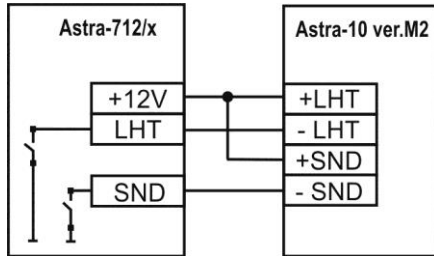 Astra-712/x
Astra-10 ver.M2
+12V
+LHT
LHT
- LHT
+SND
SND
- SND